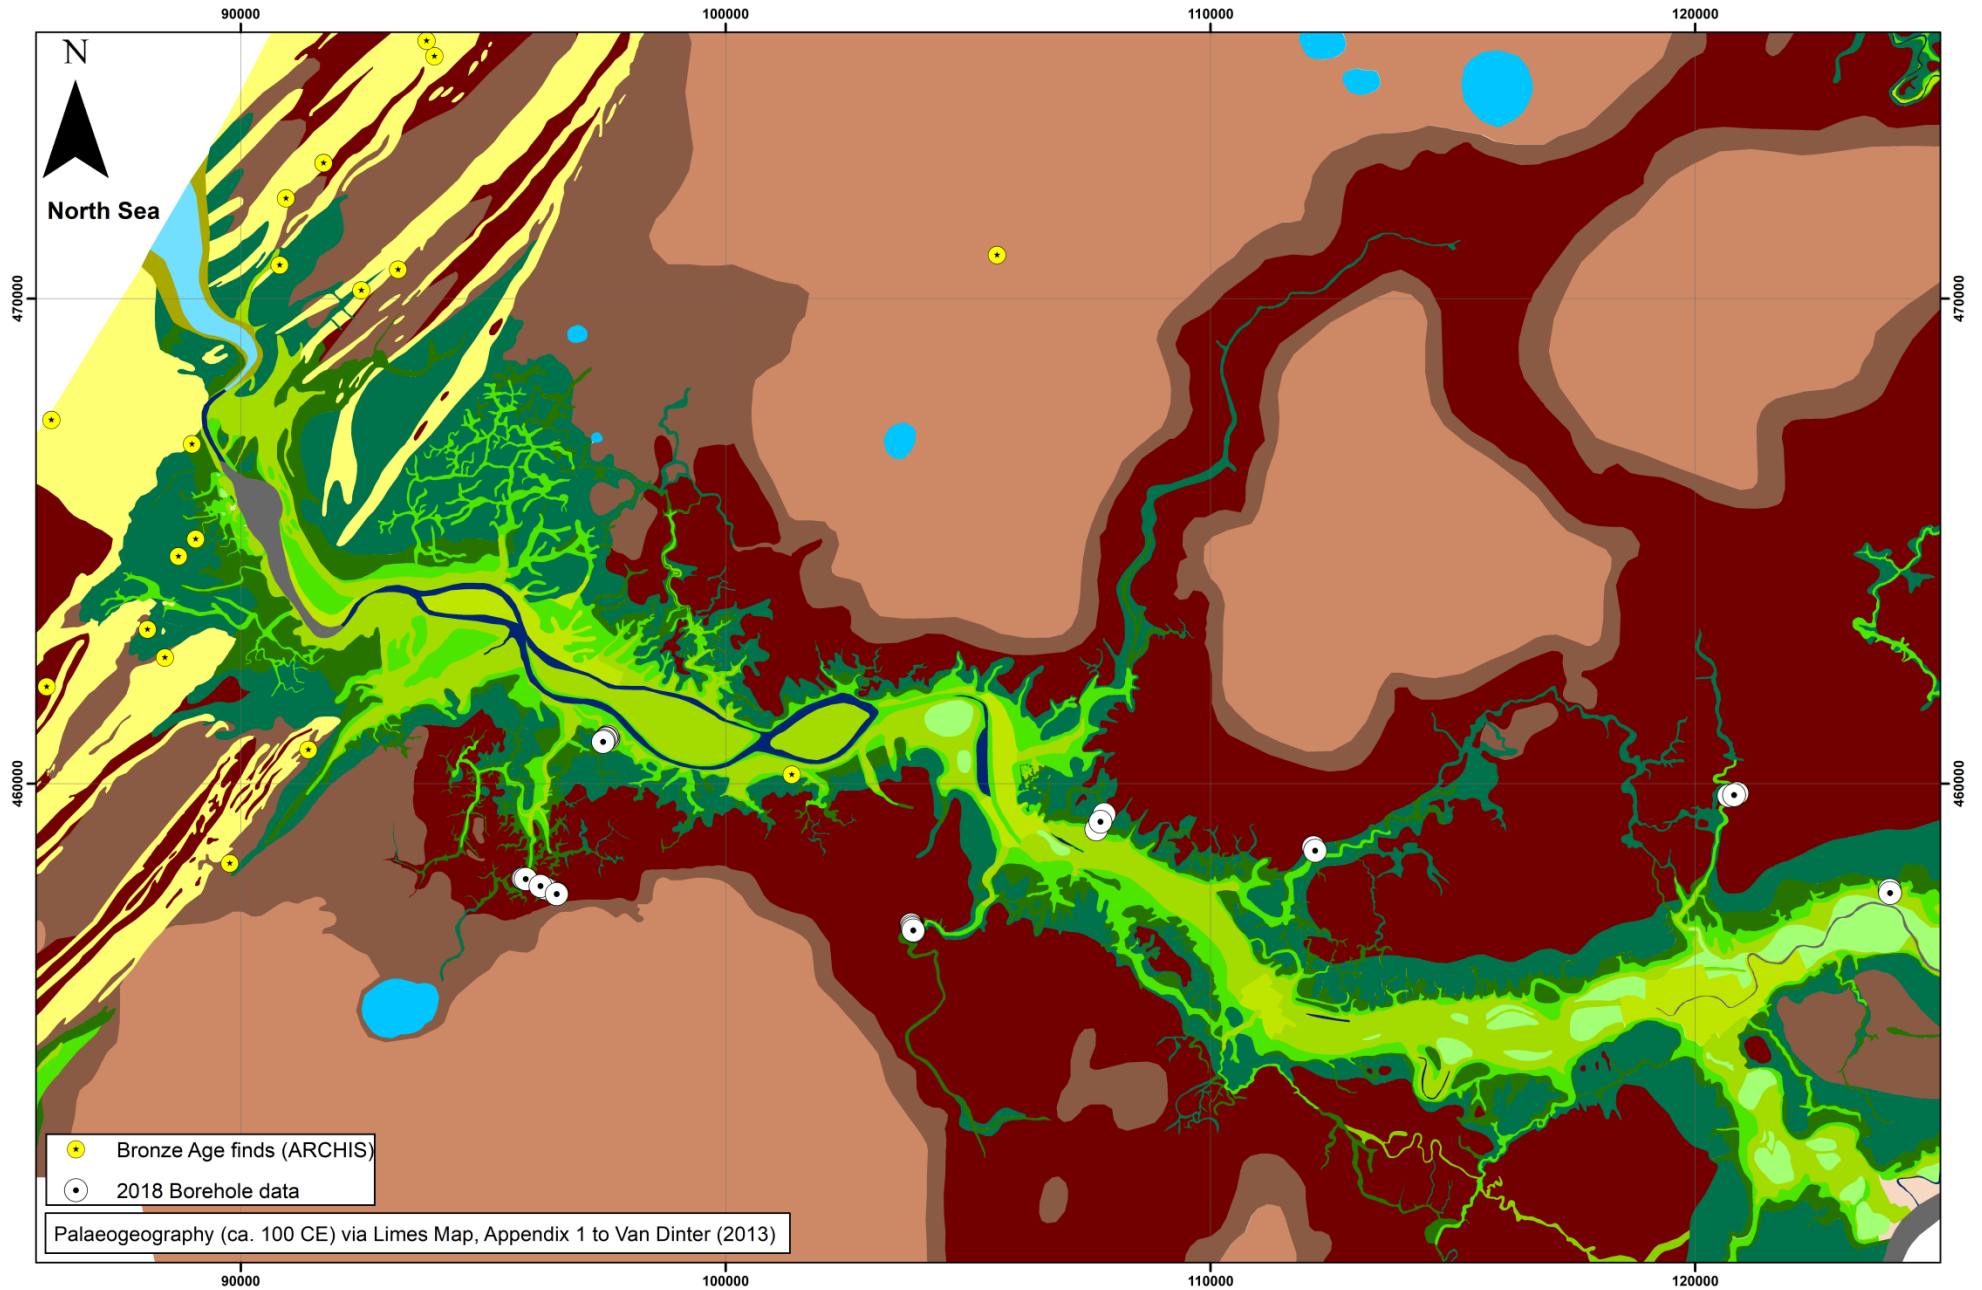 90000 100000 110000 120000
N
North Sea
470000 470000
460000 460000
Bronze Age finds (ARCHIS)
2018 Borehole data
Palaeogeography (ca. 100 CE) via Limes Map, Appendix 1 to Van Dinter (2013)
90000 100000 110000 120000